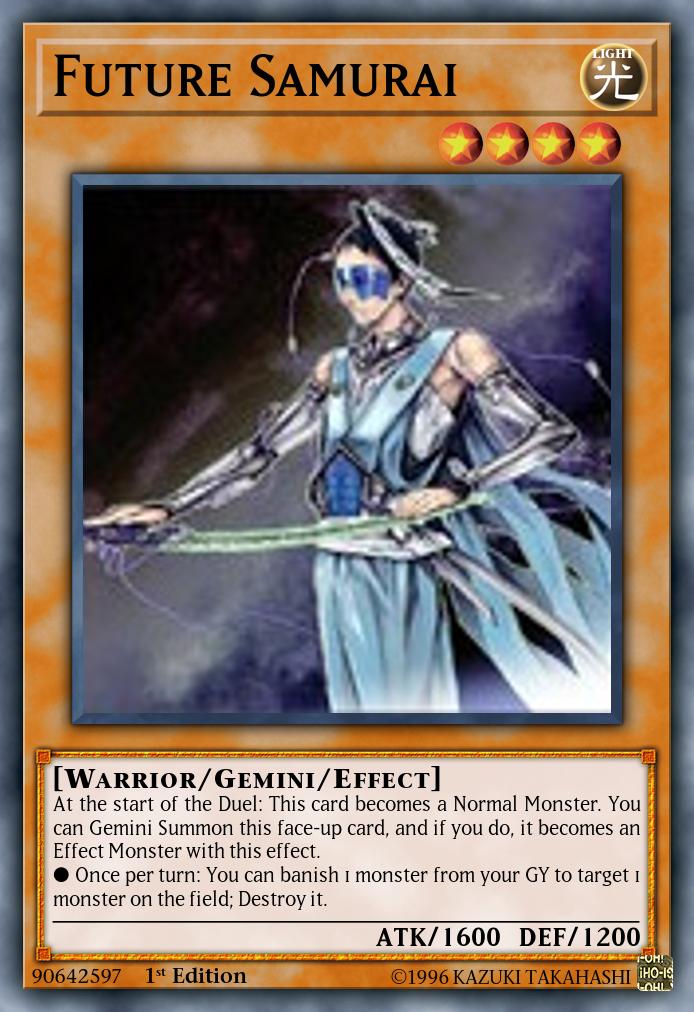 FUTURE SAMURAI
LIGHT
光
[WARRIOR/GEMINI/EFFECT]
At the start of the Duel: This card becomes a Normal Monster. You
can Gemini Summon this face-up card, and if you do, it becomes an
Effect Monster with this effect.
● Once per turn: You can banish 1 monster from your GY to target 1
monster on the field; Destroy it.
ATK/1600 DEF/1200
90642597 1st Edition ©1996 KAZUKI TAKAHASHI